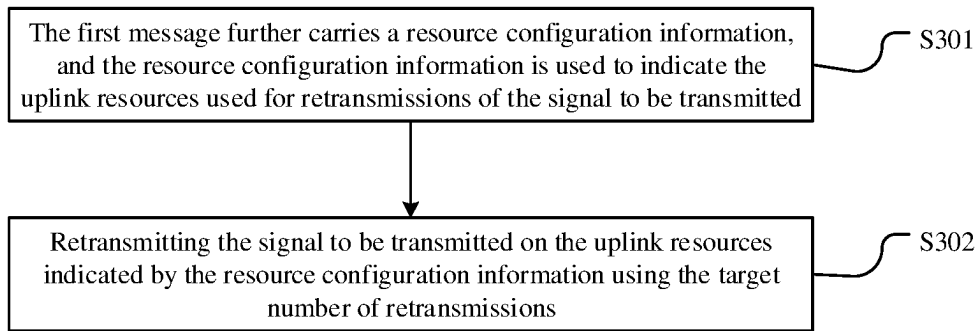 The first message further carries a resource configuration information,
and the resource configuration information is used to indicate the
uplink resources used for retransmissions of the signal to be transmitted
S301
Retransmitting the signal to be transmitted on the uplink resources
indicated by the resource configuration information using the target
number of retransmissions
S302